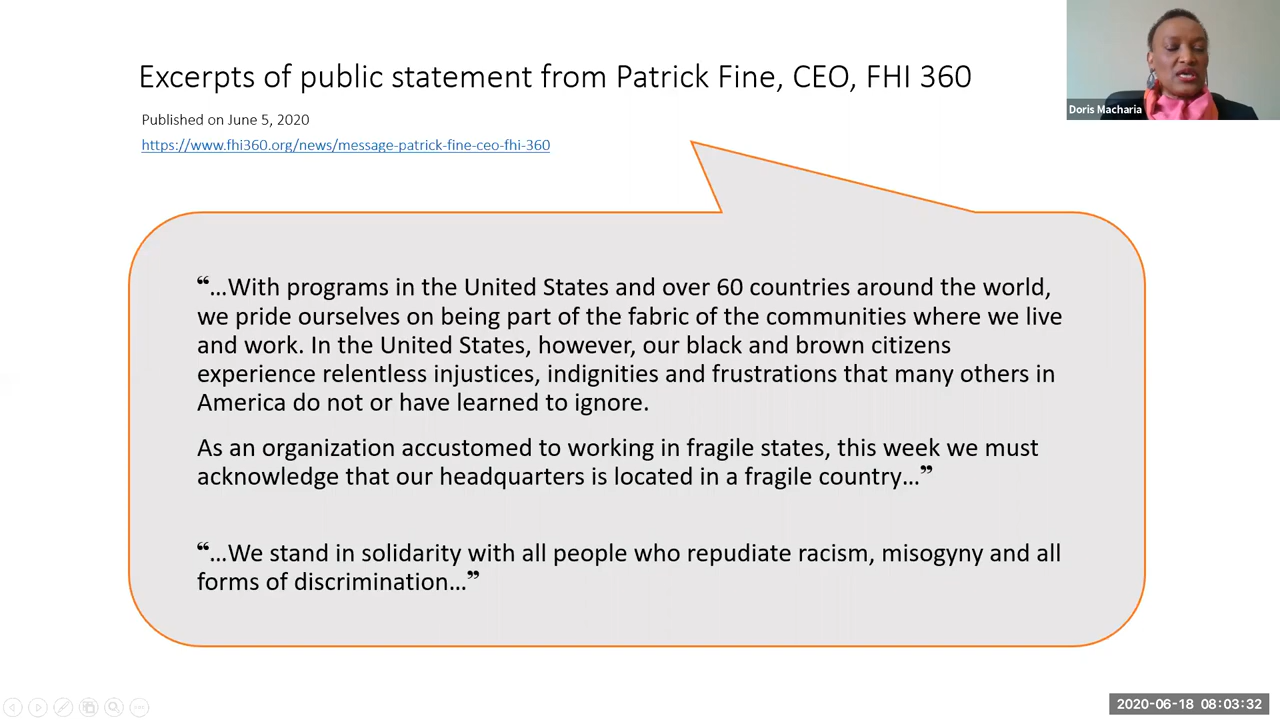 Excerpts of public statement from Patrick Fine, CEO, FHI 360
Published on June 5, 2020
https://www.fhi360.org/news/message-patrick-fine-ceo-fhi-360
Doris Macharia
“…With programs in the United States and over 60 countries around the world,
we pride ourselves on being part of the fabric of the communities where we live
and work. In the United States, however, our black and brown citizens
experience relentless injustices, indignities and frustrations that many others in
America do not or have learned to ignore.
As an organization accustomed to working in fragile states, this week we must
acknowledge that our headquarters is located in a fragile country…”
“…We stand in solidarity with all people who repudiate racism, misogyny and all
forms of discrimination…”
2020-06-18 08:03:32